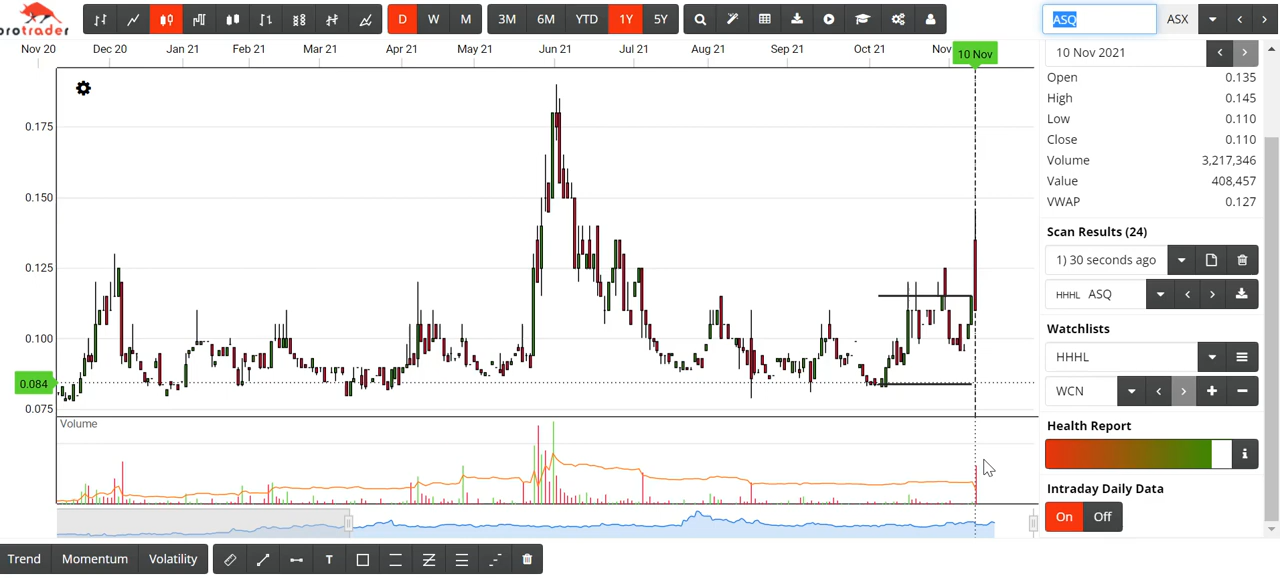 protrader
D W M 3M 6M YTD 1Y 5Y
ASQ ASX
Nov 20 Dec 20 Jan 21 Feb 21 Mar 21 Apr 21 May 21 Jun 21 Jul 21 Aug 21 Sep 21 Oct 21 Nov
10 Nov
10 Nov 2021
Open 0.135
High 0.145
Low 0.110
Close 0.110
Volume 3,217,346
Value 408,457
VWAP 0.127
Scan Results (24)
1) 30 seconds ago
HHHL ASQ
Watchlists
HHHL
WCN
Health Report
i
Intraday Daily Data
On Off
0.175
0.150
0.125
0.100
0.084
0.075
Volume
Trend Momentum Volatility
T